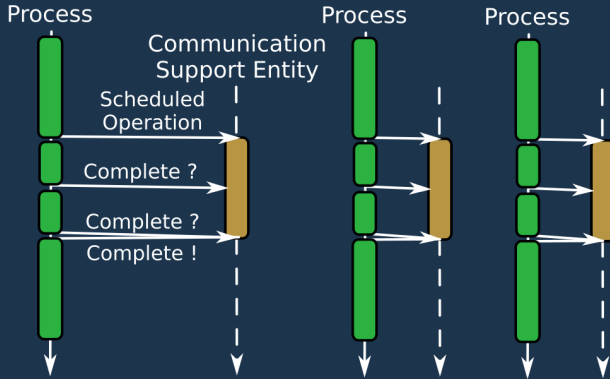 Process
Communication
Support Entity
Scheduled
Operation
Complete ?
Complete ?
Complete !
Process
Process